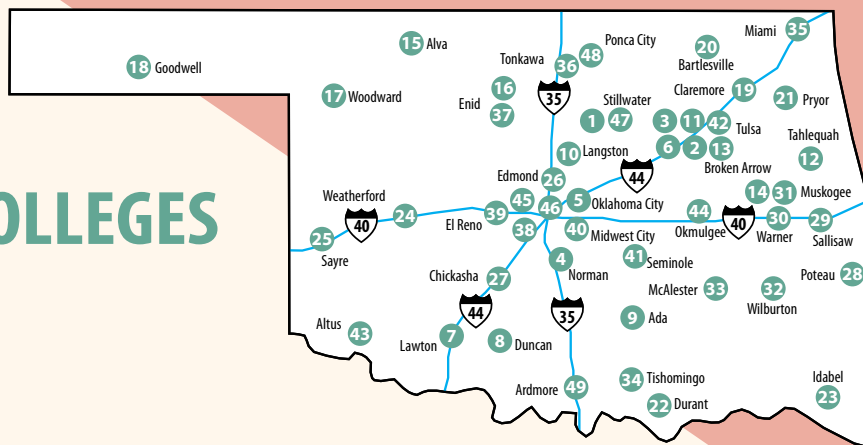 15 Alva
18 Goodwell
17 Woodward
Tonkawa 36
48 Ponca City
20 Bartlesville
Miami 35
Enid 16 37
35
Stillwater 1 47
Claremore 19
21 Pryor
3 11 42 Tulsa
6 2 13
Broken Arrow
Tahlequah 12
10 Langston
44
Edmond 26
OLLEGES
Weatherford 24
40
25 Sayre
El Reno 39
45 46 5 Oklahoma City
38
40 Midwest City
44 Okmulgee
40
14 31 Muskogee
30 Warner
29 Sallisaw
41 Seminole
4 Norman
Chickasha 27
44
35
McAlester 33
32 Wilburton
Poteau 28
Altus 43
Lawton 7
8 Duncan
9 Ada
Ardmore 49
34 Tishomingo
22 Durant
Idabel 23